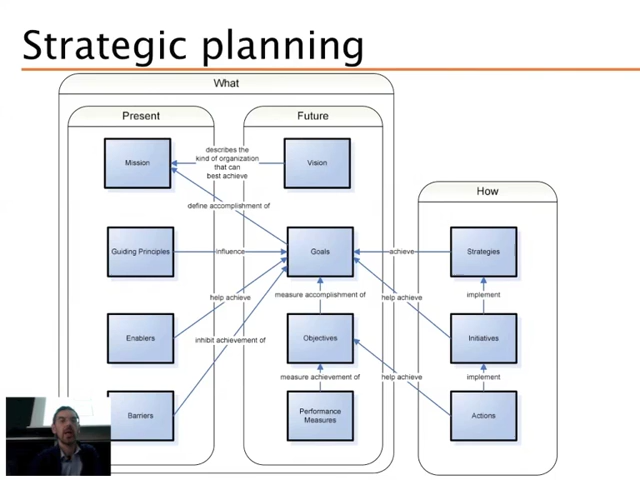 Strategic planning
What
Present
Future
How
Mission
describes the
kind of organization
that can
best achieve
Vision
define accomplishment of
Guiding Principles
influence
Goals
achieve
Strategies
help achieve
measure accomplishment of
help achieve
implement
Enablers
inhibit achievement of
Objectives
Initiatives
measure achievement of
help achieve
implement
Barriers
Performance
Measures
Actions